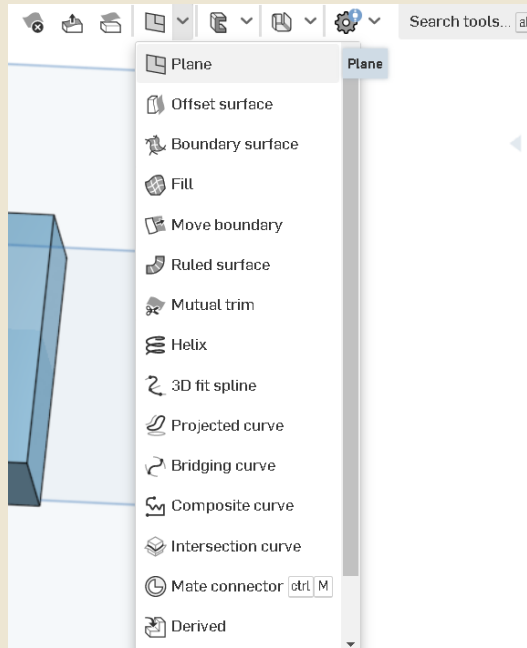 Search tools...
Plane
Plane
Offset surface
Boundary surface
Fill
Move boundary
Ruled surface
Mutual trim
Helix
3D fit spline
Projected curve
Bridging curve
Composite curve
Intersection curve
Mate connector ctrl M
Derived